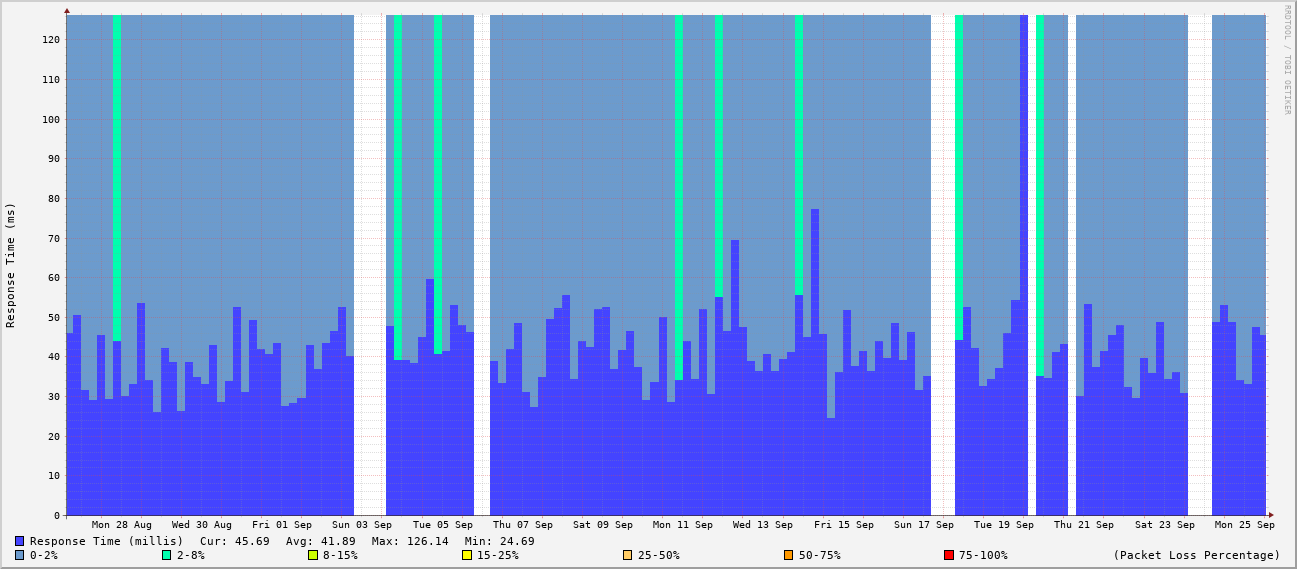 RRDTOOL / TOBI OETIKER
Response Time (ms)
120
110
100
90
80
70
60
50
40
30
20
10
0
Mon 28 Aug Wed 30 Aug Fri 01 Sep Sun 03 Sep Tue 05 Sep Thu 07 Sep Sat 09 Sep Mon 11 Sep Wed 13 Sep Fri 15 Sep Sun 17 Sep Tue 19 Sep Thu 21 Sep Sat 23 Sep Mon 25 Sep
Response Time (millis) Cur: 45.69 Avg: 41.89 Max: 126.14 Min: 24.69
0-2% 2-8% 8-15% 15-25% 25-50% 50-75% 75-100% (Packet Loss Percentage)